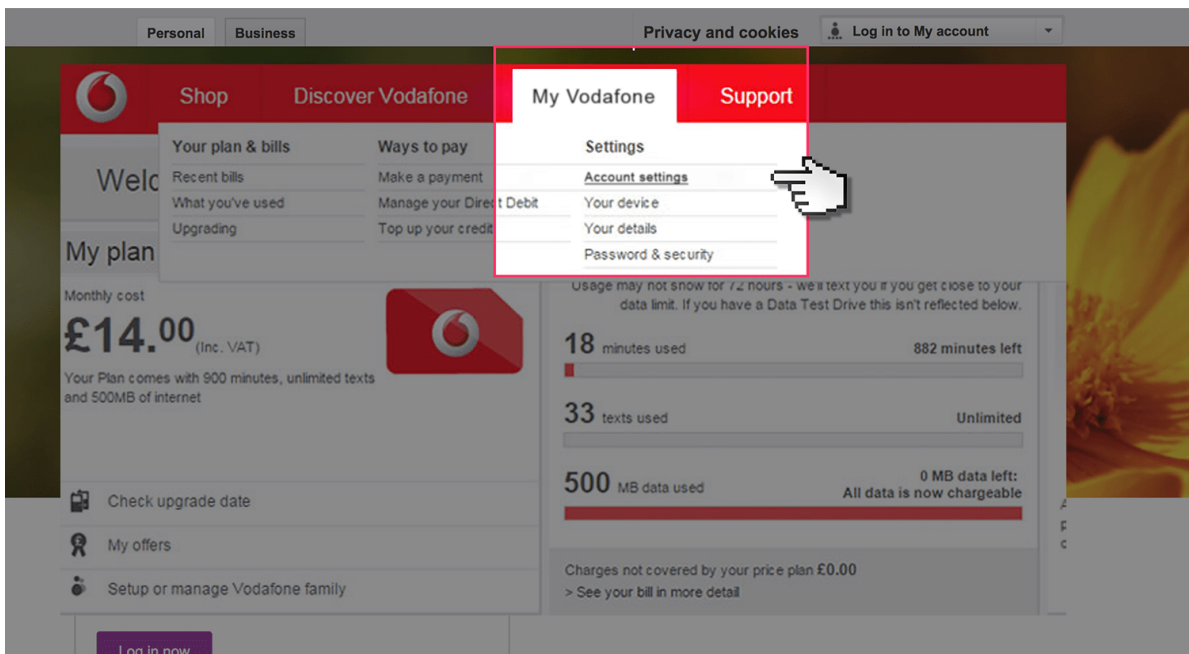 Personal
Business
Privacy and cookies
Log in to My account
Shop
Discover Vodafone
My Vodafone
Support
Your plan & bills
Recent bills
What you've used
Upgrading
Ways to pay
Make a payment
Manage your Direct Debit
Top up your credit
Settings
Account settings
Your device
Your details
Password & security
Welc
My plan
Monthly cost
£14.00 (Inc. VAT)
Your Plan comes with 900 minutes, unlimited texts
and 500MB of internet
Check upgrade date
My offers
Setup or manage Vodafone family
Usage may not show for 72 hours - we'll text you if you get close to your
data limit. If you have a Data Test Drive this isn't reflected below.
18 minutes used
882 minutes left
33 texts used
Unlimited
500 MB data used
0 MB data left:
All data is now chargeable
Charges not covered by your price plan £0.00
> See your bill in more detail
Log in now